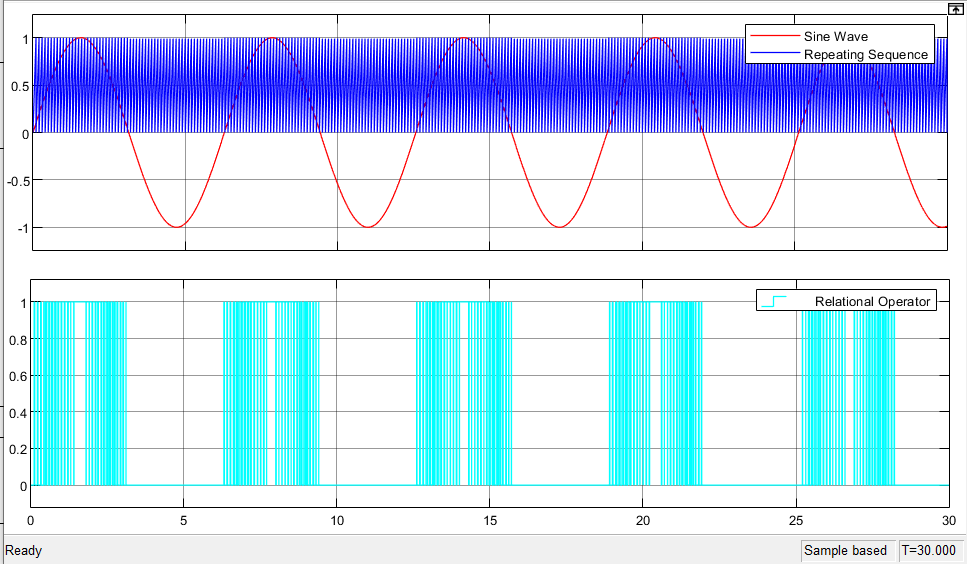 1
Sine Wave
Repeating Sequence
0.5
0
-0.5
-1
1
Relational Operator
0.8
0.6
0.4
0.2
0
0 5 10 15 20 25 30
Ready Sample based T=30.000